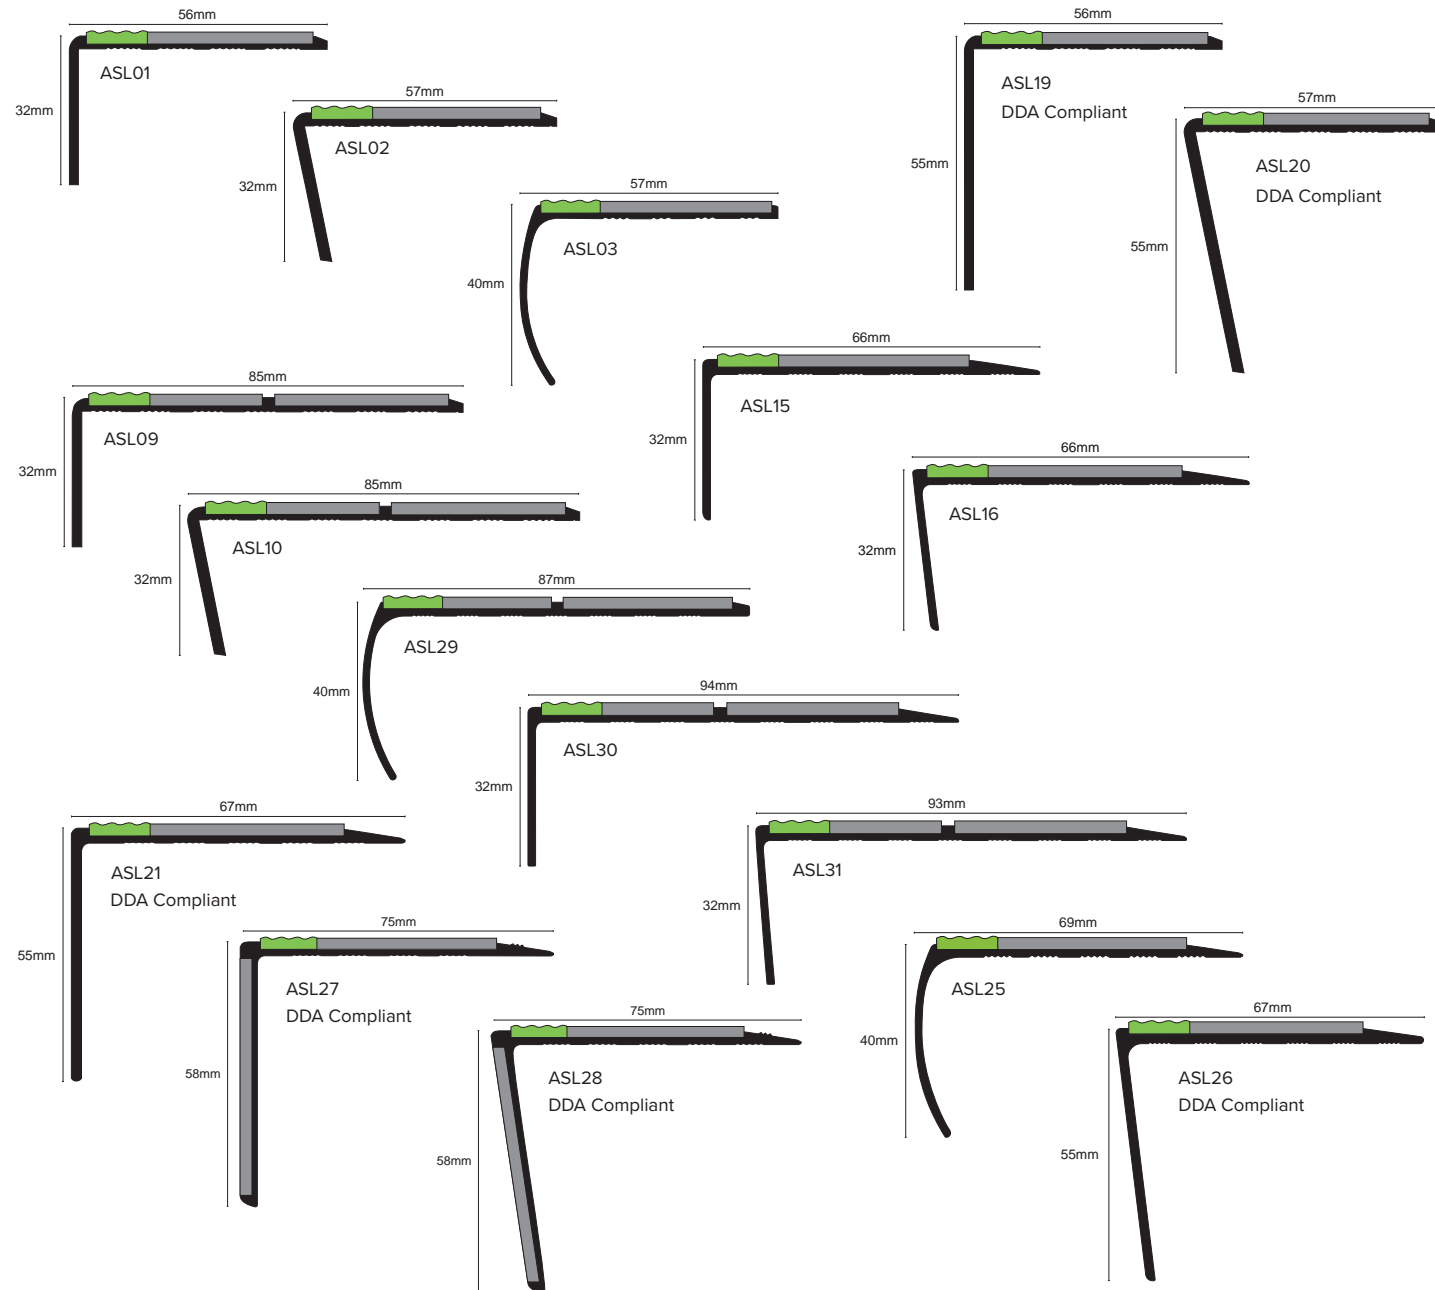 56mm
32mm
ASL01
57mm
32mm
ASL02
57mm
40mm
ASL03
56mm
55mm
ASL19
DDA Compliant
57mm
55mm
ASL20
DDA Compliant
85mm
32mm
ASL09
66mm
32mm
ASL15
85mm
32mm
ASL10
66mm
32mm
ASL16
87mm
40mm
ASL29
94mm
32mm
ASL30
67mm
55mm
ASL21
DDA Compliant
93mm
32mm
ASL31
75mm
58mm
ASL27
DDA Compliant
69mm
40mm
ASL25
75mm
58mm
ASL28
DDA Compliant
67mm
55mm
ASL26
DDA Compliant